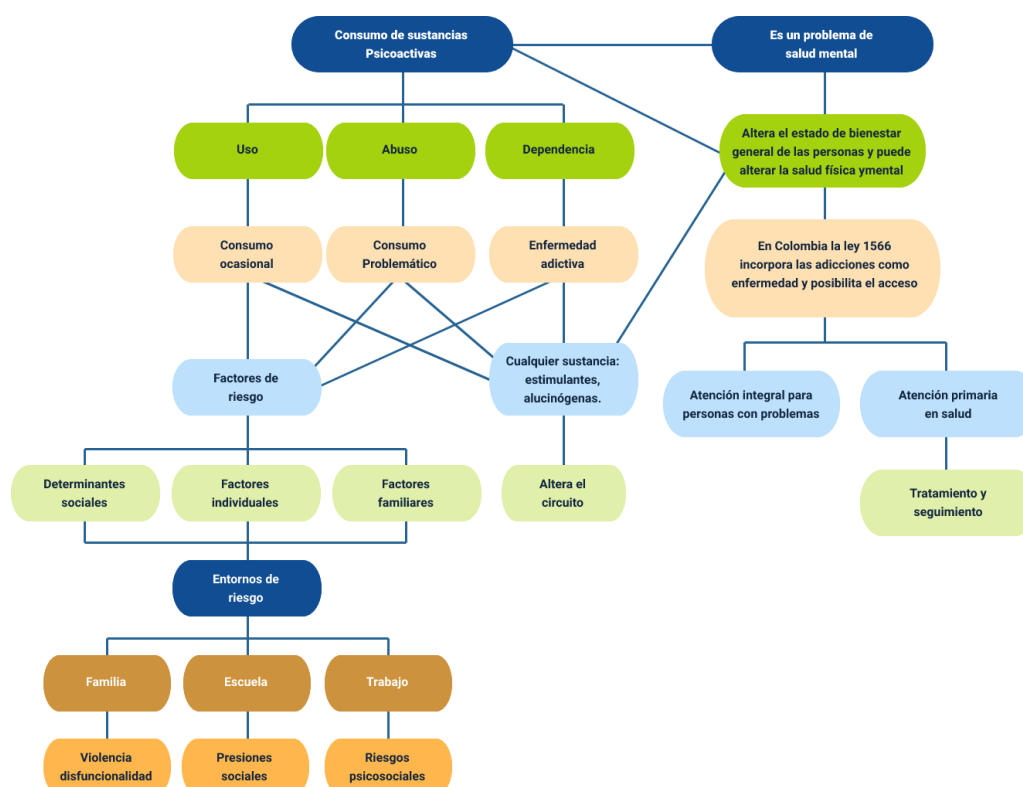 Consumo de sustancias
Psicoactivas
Es un problema de
salud mental
Uso
Abuso
Dependencia
Altera el estado de bienestar
general de las personas y puede
alterar la salud física ymental
Consumo
ocasional
Consumo
Problemático
Enfermedad
adictiva
En Colombia la ley 1566
incorpora las adicciones como
enfermedad y posibilita el acceso
Factores de
riesgo
Cualquier sustancia:
estimulantes,
alucinógenas.
Atención integral para
personas con problemas
Atención primaria
en salud
Determinantes
sociales
Factores
individuales
Factores
familiares
Altera el
circuito
Tratamiento y
seguimiento
Entornos de
riesgo
Familia
Escuela
Trabajo
Violencia
disfuncionalidad
Presiones
sociales
Riesgos
psicosociales